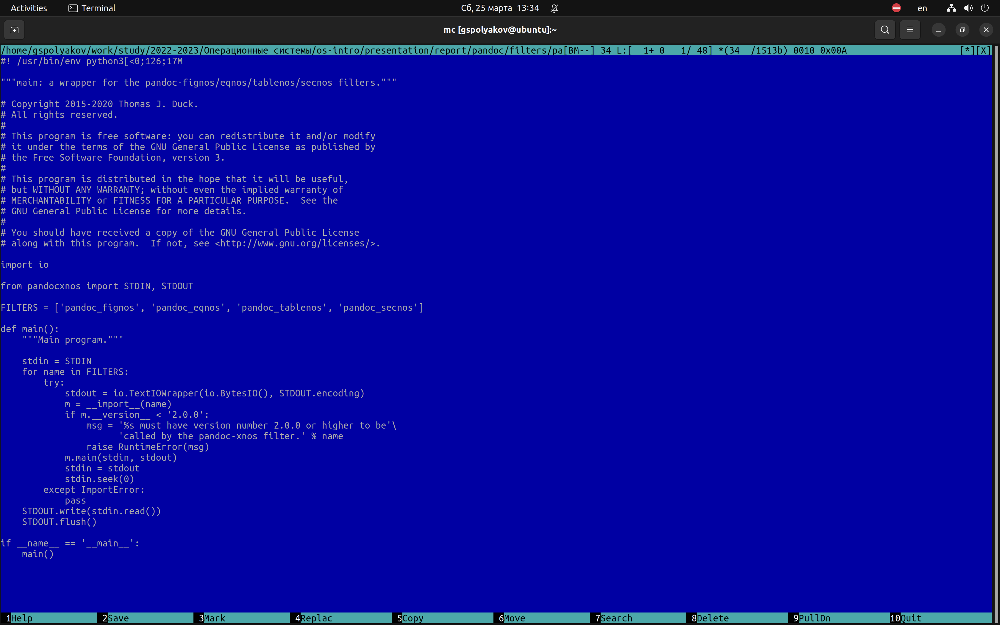 Activities Terminal Сб, 25 марта 13:34 en
mc [gspolyakov@ubuntu]:~
/home/gspolyakov/work/study/2022-2023/Операционные системы/os-intro/presentation/report/pandoc/filters/pa[BM--] 34 L:[  1+ 0   1/ 48] *(34  /1513b) 0010 0x00A [*][X]
#! /usr/bin/env python3[<0;126;17M
"""main: a wrapper for the pandoc-fignos/eqnos/tablenos/secnos filters."""
# Copyright 2015-2020 Thomas J. Duck.
# All rights reserved.
#
# This program is free software: you can redistribute it and/or modify
# it under the terms of the GNU General Public License as published by
# the Free Software Foundation, version 3.
#
# This program is distributed in the hope that it will be useful,
# but WITHOUT ANY WARRANTY; without even the implied warranty of
# MERCHANTABILITY or FITNESS FOR A PARTICULAR PURPOSE.  See the
# GNU General Public License for more details.
#
# You should have received a copy of the GNU General Public License
# along with this program.  If not, see <http://www.gnu.org/licenses/>.
import io
from pandocxnos import STDIN, STDOUT
FILTERS = ['pandoc_fignos', 'pandoc_eqnos', 'pandoc_tablenos', 'pandoc_secnos']
def main():
    """Main program."""
    stdin = STDIN
    for name in FILTERS:
        try:
            stdout = io.TextIOWrapper(io.BytesIO(), STDOUT.encoding)
            m = __import__(name)
            if m.__version__ < '2.0.0':
                msg = '%s must have version number 2.0.0 or higher to be'\
                      'called by the pandoc-xnos filter.' % name
                raise RuntimeError(msg)
            m.main(stdin, stdout)
            stdin = stdout
            stdin.seek(0)
        except ImportError:
            pass
    STDOUT.write(stdin.read())
    STDOUT.flush()
if __name__ == '__main__':
    main()
1Help 2Save 3Mark 4Replac 5Copy 6Move 7Search 8Delete 9PullDn 10Quit